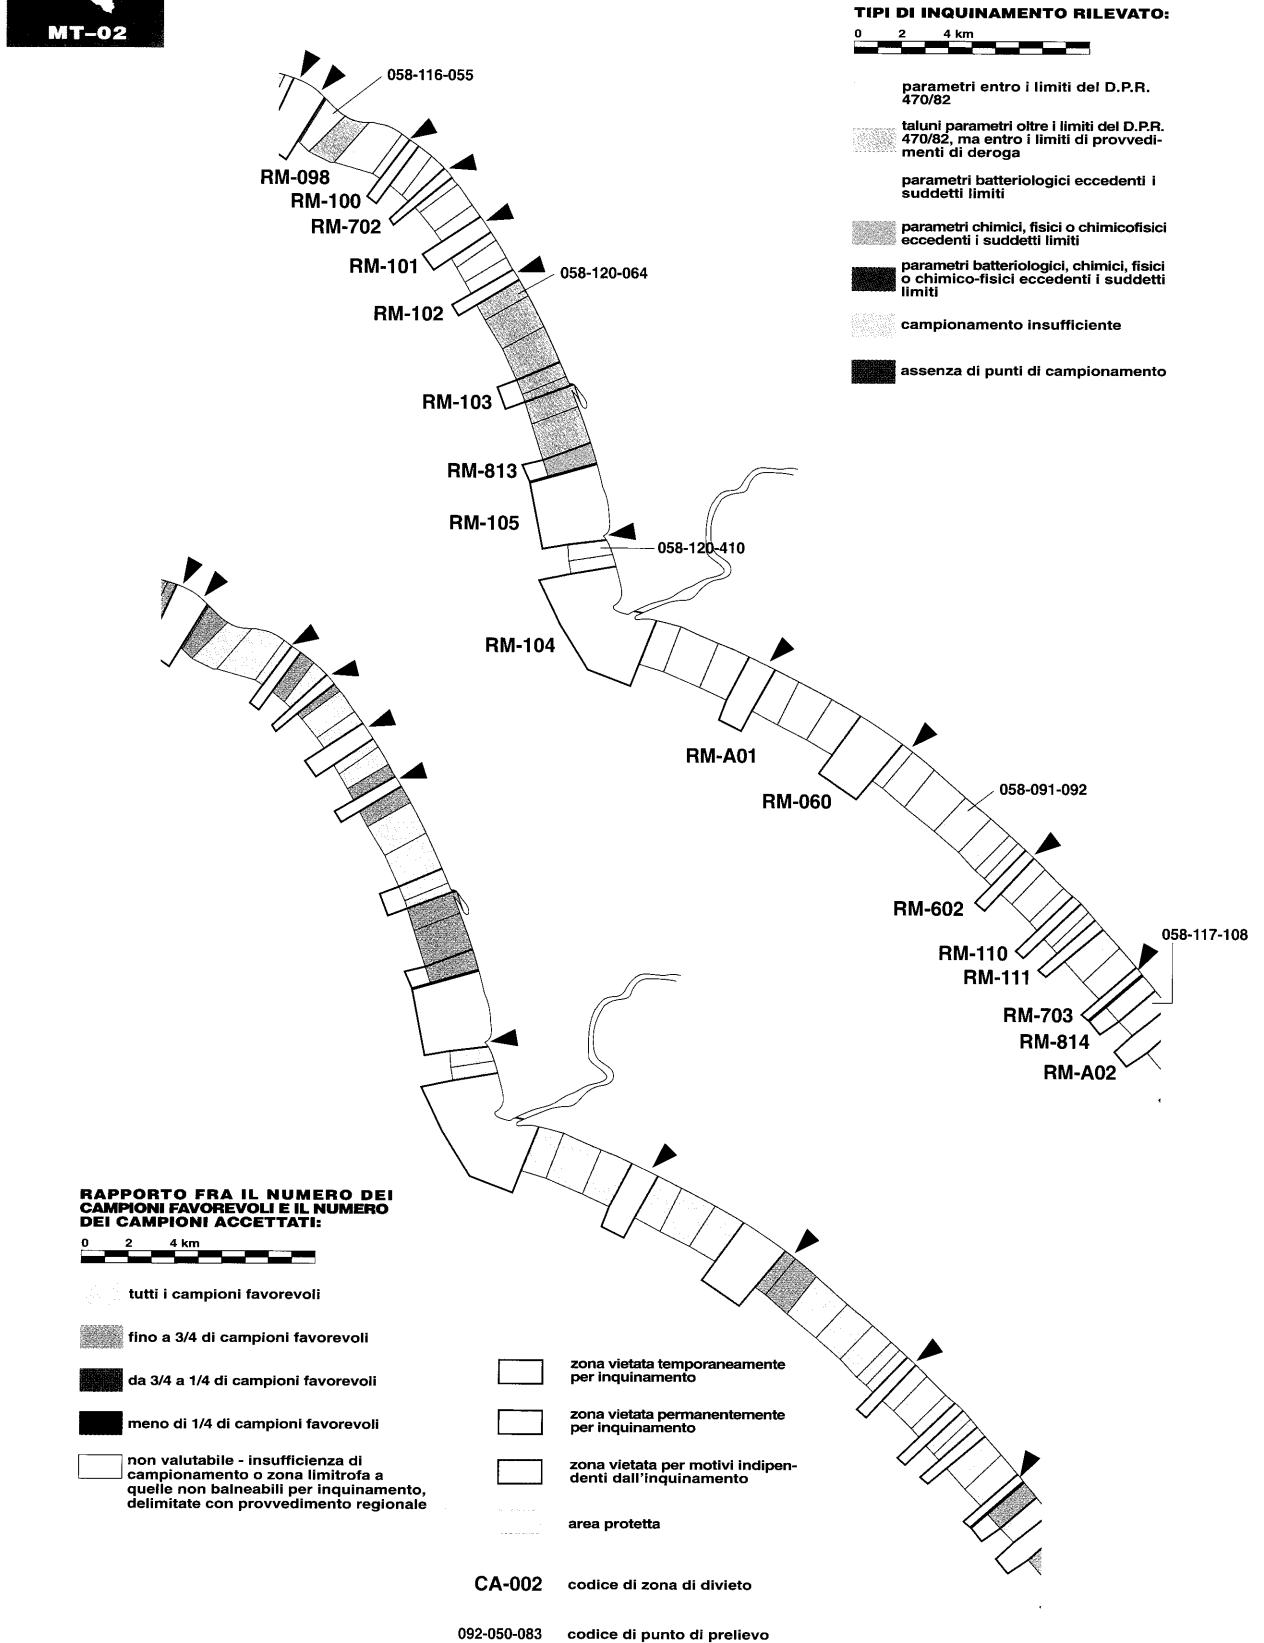 MT–02
TIPI DI INQUINAMENTO RILEVATO:
0 2 4 km
parametri entro i limiti del D.P.R.
470/82
taluni parametri oltre i limiti del D.P.R.
470/82, ma entro i limiti di provvedi-
menti di deroga
parametri batteriologici eccedenti i
suddetti limiti
parametri chimici, fisici o chimicofisici
eccedenti i suddetti limiti
parametri batteriologici, chimici, fisici
o chimico-fisici eccedenti i suddetti
limiti
campionamento insufficiente
assenza di punti di campionamento
058-116-055
RM-098
RM-100
RM-702
RM-101
058-120-064
RM-102
RM-103
RM-813
RM-105
058-120-410
RM-104
RM-A01
RM-060
058-091-092
RM-602
058-117-108
RM-110
RM-111
RM-703
RM-814
RM-A02
RAPPORTO FRA IL NUMERO DEI
CAMPIONI FAVOREVOLI E IL NUMERO
DEI CAMPIONI ACCETTATI:
0 2 4 km
tutti i campioni favorevoli
fino a 3/4 di campioni favorevoli
da 3/4 a 1/4 di campioni favorevoli
meno di 1/4 di campioni favorevoli
non valutabile - insufficienza di
campionamento o zona limitrofa a
quelle non balneabili per inquinamento,
delimitate con provvedimento regionale
zona vietata temporaneamente
per inquinamento
zona vietata permanentemente
per inquinamento
zona vietata per motivi indipen-
denti dall'inquinamento
area protetta
CA-002 codice di zona di divieto
092-050-083 codice di punto di prelievo